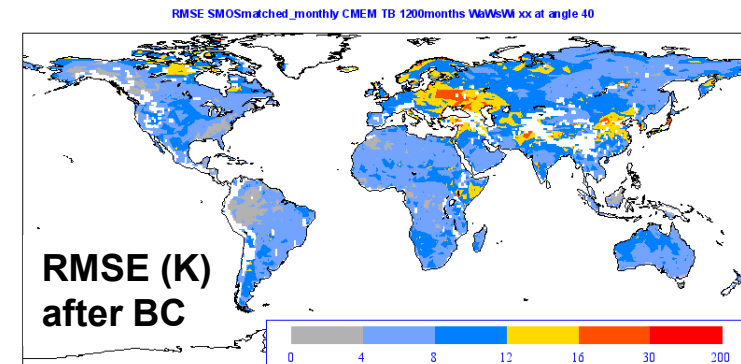 RMSE SMOSmatched_monthly CMEM TB 1200months WaWsWi xx at angle 40
RMSE (K)
after BC
0 4 8 12 16 30 200